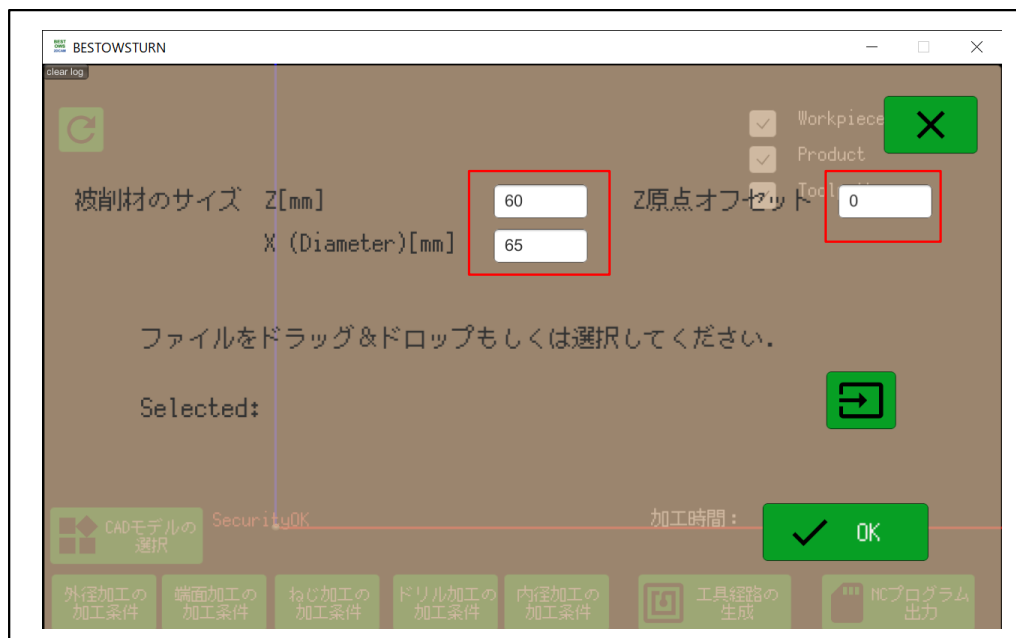 BEST
OWS
BESTOWSTURN
clear log
Workpiece
Product
被削材のサイズ Z[mm] 60 Z原点オフセット 0
X (Diameter)[mm] 65
ファイルをドラッグ&ドロップもしくは選択してください.
Selected:
CADモデルの
選択
SecurityOK
加工時間:
OK
外径加工の
加工条件
端面加工の
加工条件
ねじ加工の
加工条件
ドリル加工の
加工条件
内径加工の
加工条件
工具経路の
生成
NCプログラム
出力